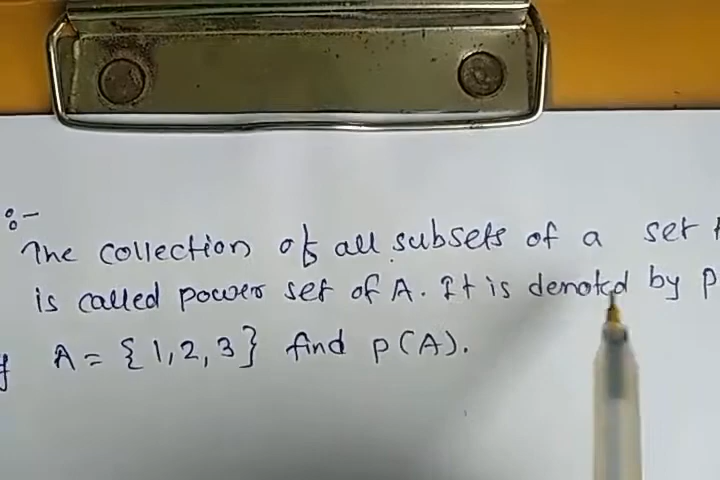 :-
The collection of all subsets of a set
is called power set of A. It is denoted by P
A = {1, 2, 3} find p(A).